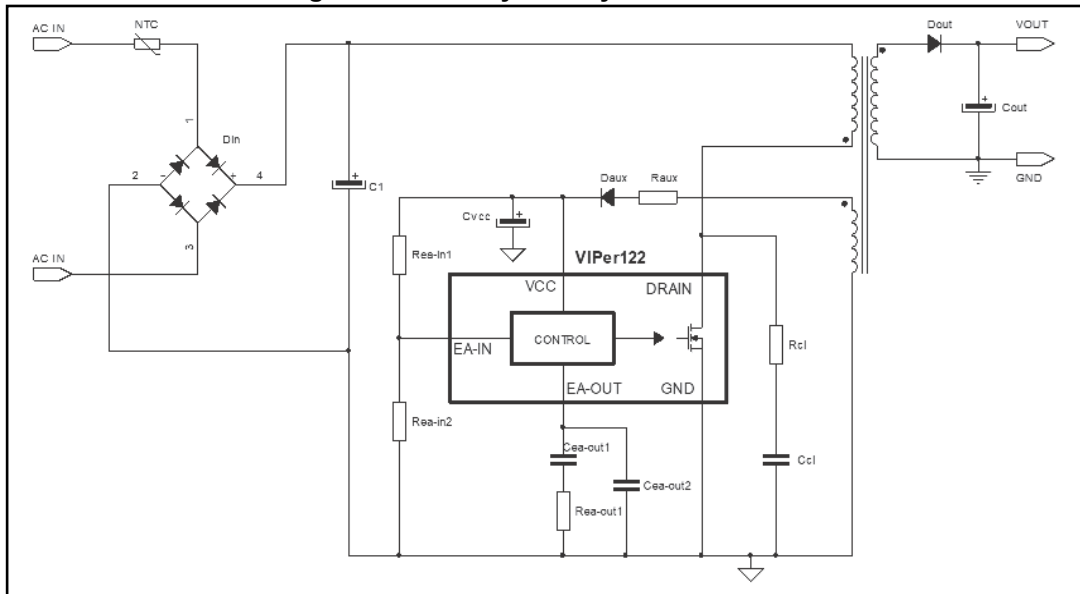 AC IN
NTC
Dout
VOUT
1
Din
Cout
2
-
+
4
C1
GND
3
Daux
Raux
Cvcc
AC IN
Rea-in1
VIPer122
VCC
DRAIN
CONTROL
Rcl
EA-IN
EA-OUT
GND
Rea-in2
Cea-out1
Ccl
Cea-out2
Rea-out1